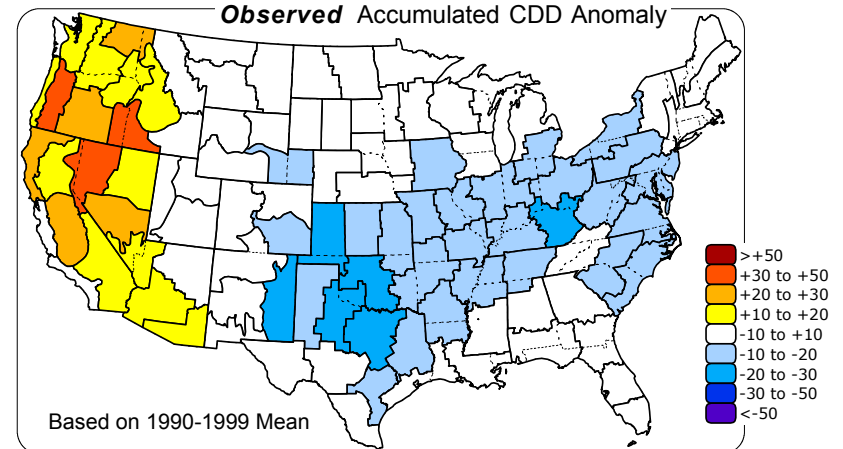 Observed Accumulated CDD Anomaly
>+50
+30 to +50
+20 to +30
+10 to +20
-10 to +10
-10 to -20
-20 to -30
-30 to -50
<-50
Based on 1990-1999 Mean